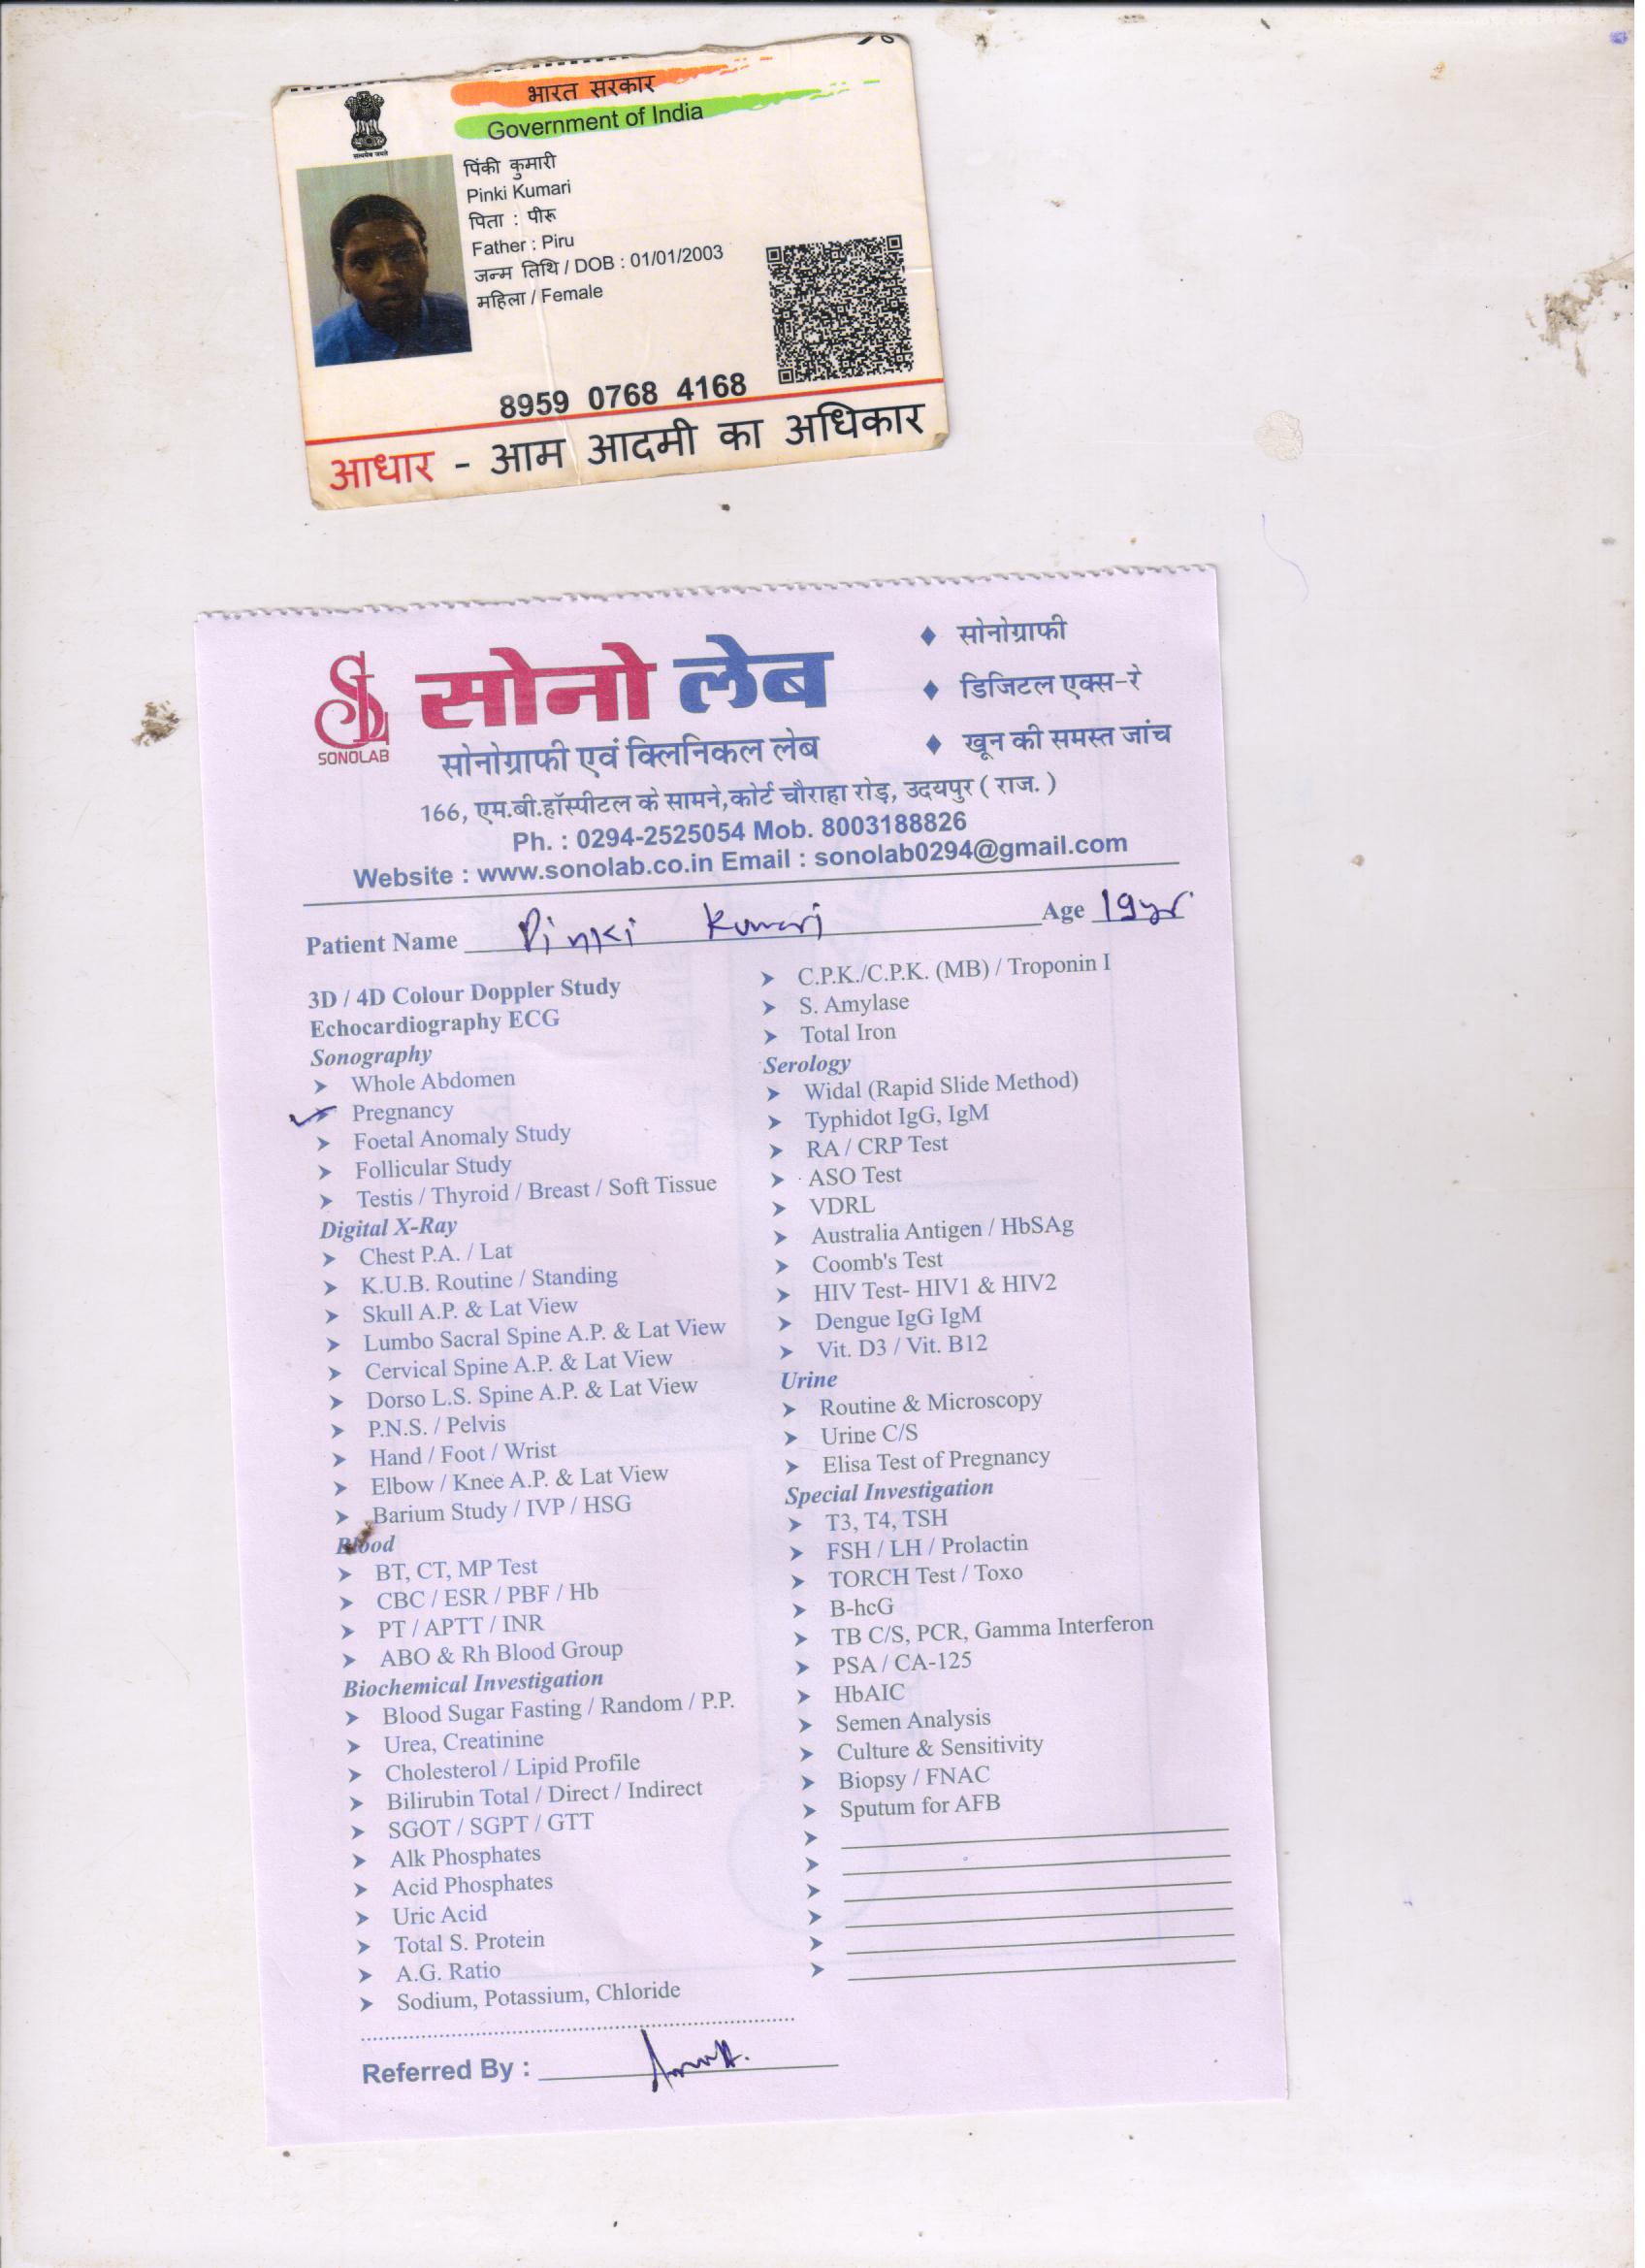 भारत सरकार
Government of India
सत्यमेव जयते
पिंकी कुमारी
Pinki Kumari
पिता : पीरू
Father : Piru
जन्म तिथि / DOB : 01/01/2003
महिला / Female
8959 0768 4168
आधार - आम आदमी का अधिकार
SL
SONOLAB
सोनो लेब
सोनोग्राफी एवं क्लिनिकल लेब
♦ सोनोग्राफी
♦ डिजिटल एक्स-रे
♦ खून की समस्त जांच
166, एम.बी.हॉस्पीटल के सामने,कोर्ट चौराहा रोड़, उदयपुर ( राज. )
Ph. : 0294-2525054 Mob. 8003188826
Website : www.sonolab.co.in Email : sonolab0294@gmail.com
Patient Name Pinki Kumari Age 19yr
3D / 4D Colour Doppler Study
Echocardiography ECG
Sonography
➤ Whole Abdomen
✓ ➤ Pregnancy
➤ Foetal Anomaly Study
➤ Follicular Study
➤ Testis / Thyroid / Breast / Soft Tissue
Digital X-Ray
➤ Chest P.A. / Lat
➤ K.U.B. Routine / Standing
➤ Skull A.P. & Lat View
➤ Lumbo Sacral Spine A.P. & Lat View
➤ Cervical Spine A.P. & Lat View
➤ Dorso L.S. Spine A.P. & Lat View
➤ P.N.S. / Pelvis
➤ Hand / Foot / Wrist
➤ Elbow / Knee A.P. & Lat View
➤ Barium Study / IVP / HSG
Blood
➤ BT, CT, MP Test
➤ CBC / ESR / PBF / Hb
➤ PT / APTT / INR
➤ ABO & Rh Blood Group
Biochemical Investigation
➤ Blood Sugar Fasting / Random / P.P.
➤ Urea, Creatinine
➤ Cholesterol / Lipid Profile
➤ Bilirubin Total / Direct / Indirect
➤ SGOT / SGPT / GTT
➤ Alk Phosphates
➤ Acid Phosphates
➤ Uric Acid
➤ Total S. Protein
➤ A.G. Ratio
➤ Sodium, Potassium, Chloride
➤ C.P.K./C.P.K. (MB) / Troponin I
➤ S. Amylase
➤ Total Iron
Serology
➤ Widal (Rapid Slide Method)
➤ Typhidot IgG, IgM
➤ RA / CRP Test
➤ ASO Test
➤ VDRL
➤ Australia Antigen / HbSAg
➤ Coomb's Test
➤ HIV Test- HIV1 & HIV2
➤ Dengue IgG IgM
➤ Vit. D3 / Vit. B12
Urine
➤ Routine & Microscopy
➤ Urine C/S
➤ Elisa Test of Pregnancy
Special Investigation
➤ T3, T4, TSH
➤ FSH / LH / Prolactin
➤ TORCH Test / Toxo
➤ B-hcG
➤ TB C/S, PCR, Gamma Interferon
➤ PSA / CA-125
➤ HbAIC
➤ Semen Analysis
➤ Culture & Sensitivity
➤ Biopsy / FNAC
➤ Sputum for AFB
Referred By :